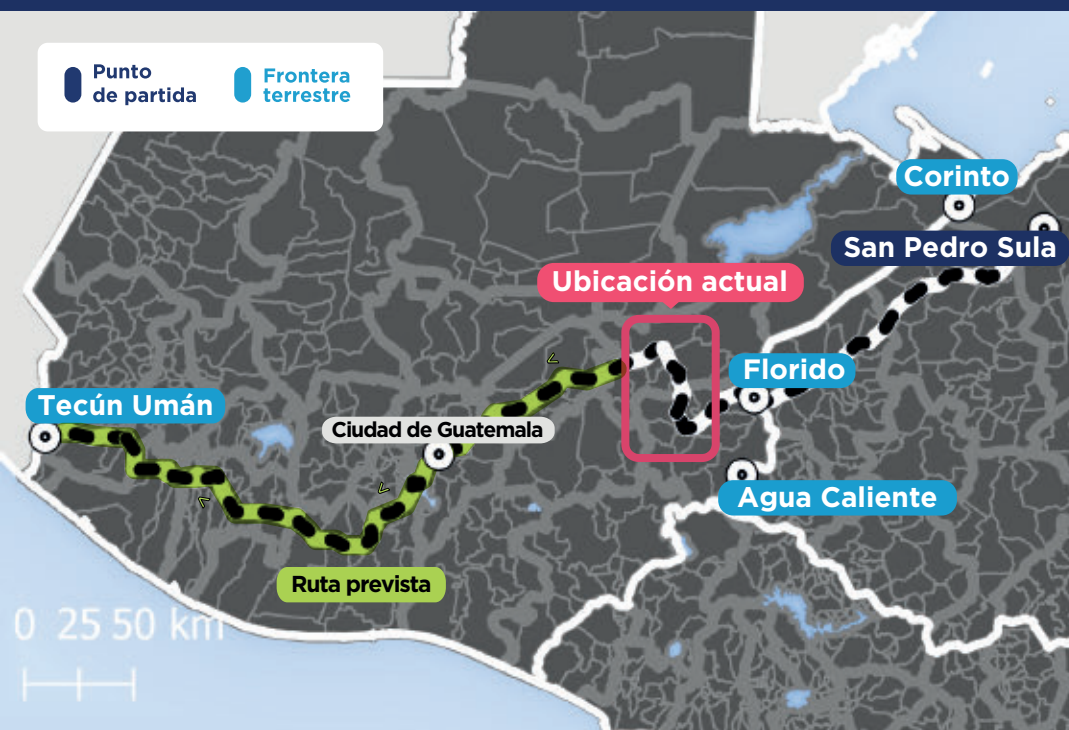 Punto
de partida
Frontera
terrestre
Corinto
San Pedro Sula
Ubicación actual
Florido
Tecún Umán
Ciudad de Guatemala
Agua Caliente
Ruta prevista
0 25 50 km